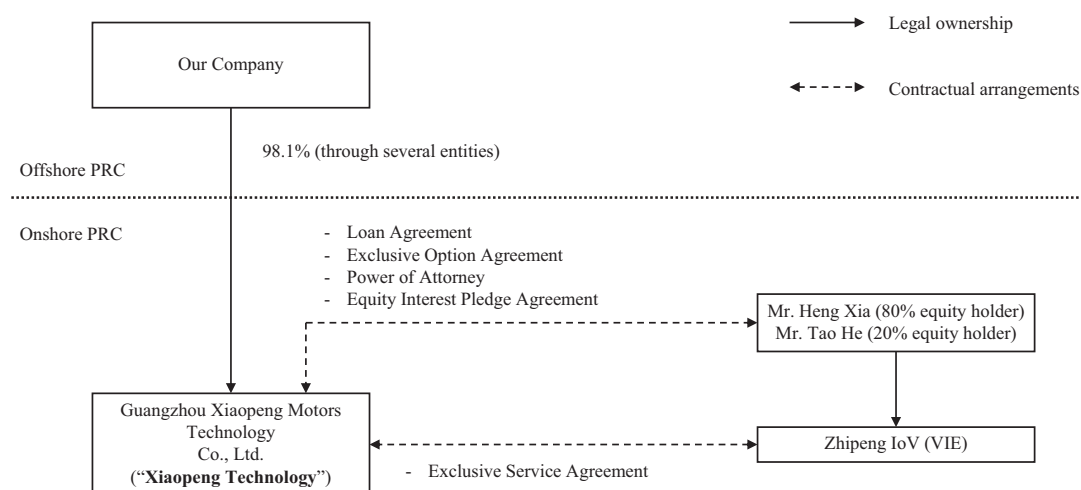 Our Company
Legal ownership
Contractual arrangements
98.1% (through several entities)
Offshore PRC
Onshore PRC
- Loan Agreement
- Exclusive Option Agreement
- Power of Attorney
- Equity Interest Pledge Agreement
Mr. Heng Xia (80% equity holder)
Mr. Tao He (20% equity holder)
Guangzhou Xiaopeng Motors
Technology
Co., Ltd.
(“Xiaopeng Technology”)
Zhipeng IoV (VIE)
- Exclusive Service Agreement